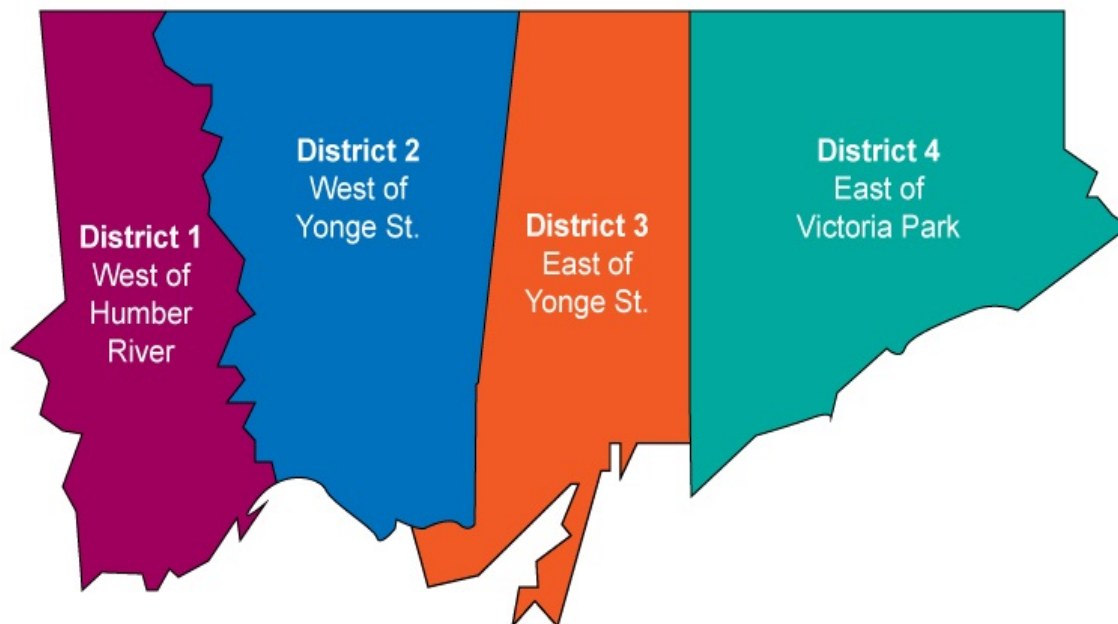 District 1
West of
Humber
River
District 2
West of
Yonge St.
District 3
East of
Yonge St.
District 4
East of
Victoria Park